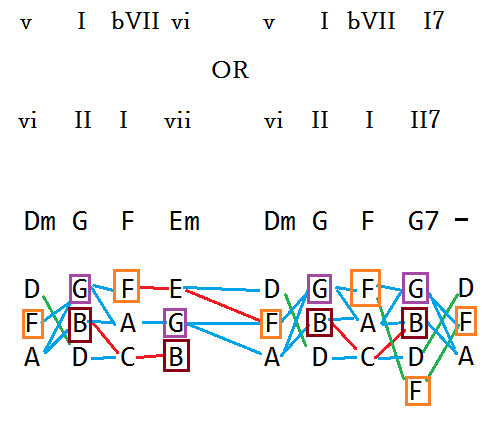 v I bVII vi v I bVII I7
OR
vi II I vii vi II I II7
Dm G F Em Dm G F G7 –
D G F E D G F G D
F B A G F B A B F
A D C B A D C D A
F